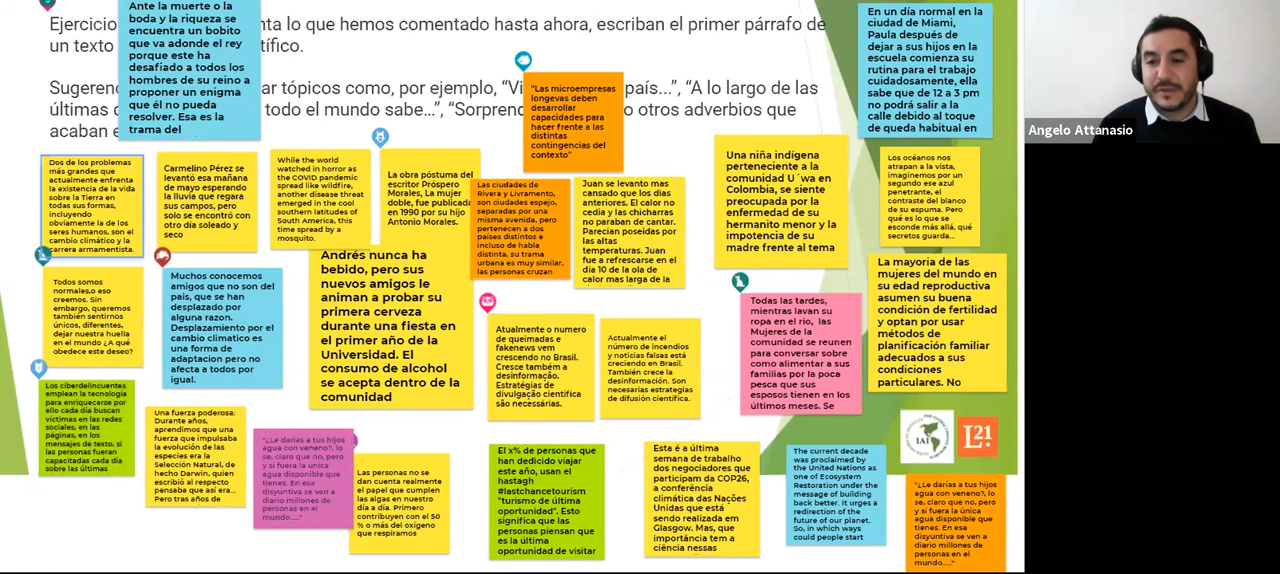 Ejercicio
nta lo que hemos comentado hasta ahora, escriban el primer párrafo de
un texto
tífico.
Sugerenc
ar tópicos como, por ejemplo, “Vi
país...”, “A lo largo de las
últimas d
todo el mundo sabe…”, “Sorpren
o otros adverbios que
acaban e
Ante la muerte o la
boda y la riqueza se
encuentra un bobito
que va adonde el rey
porque este ha
desafiado a todos los
hombres de su reino a
proponer un enigma
que él no pueda
resolver. Esa es la
trama del
"Las microempresas
longevas deben
desarrollar
capacidades para
hacer frente a las
distintas
contingencias del
contexto"
En un día normal en la
ciudad de Miami,
Paula después de
dejar a sus hijos en la
escuela comienza su
rutina para el trabajo
cuidadosamente, ella
sabe que de 12 a 3 pm
no podrá salir a la
calle debido al toque
de queda habitual en
Angelo Attanasio
Dos de los problemas
más grandes que
actualmente enfrenta
la existencia de la vida
sobre la Tierra en
todas sus formas,
incluyendo
obviamente la de los
seres humanos, son el
cambio climático y la
carrera armamentista.
Carmelino Pérez se
levantó esa mañana
de mayo esperando
la lluvia que regara
sus campos, pero
solo se encontró con
otro día soleado y
seco
While the world
watched in horror as
the COVID pandemic
spread like wildfire,
another disease threat
emerged in the cool
southern latitudes of
South America, this
time spread by a
mosquito.
La obra póstuma del
escritor Próspero
Morales, La mujer
doble, fue publicada
en 1990 por su hijo
Antonio Morales.
Las ciudades de
Rivera y Livramento,
son ciudades espejo,
separadas por una
misma avenida, pero
pertenecen a dos
países distintos e
incluso de habla
distinta, su trama
urbana es muy similar,
las personas cruzan
Juan se levanto mas
cansado que los dias
anteriores. El calor no
cedia y las chicharras
no paraban de cantar.
Parecian poseidas por
las altas
temperaturas. Juan
fue a refrescarse en el
dia 10 de la ola de
calor mas larga de la
Una niña indígena
perteneciente a la
comunidad U´wa en
Colombia, se siente
preocupada por la
enfermedad de su
hermanito menor y la
impotencia de su
madre frente al tema
Los océanos nos
atrapan a la vista,
imaginemos por un
segundo ese azul
penetrante, el
contraste del blanco
de su espuma. Pero
qué es lo que se
esconde más allá, qué
secretos guarda...
Todos somos
normales,o eso
creemos. Sin
embargo, queremos
también sentirnos
únicos, diferentes,
dejar nuestra huella
en el mundo ¿A qué
obedece este deseo?
Muchos conocemos
amigos que no son del
pais, que se han
desplazado por
alguna razon.
Desplazamiento por el
cambio climatico es
una forma de
adaptacion pero no
afecta a todos por
igual.
Andrés nunca ha
bebido, pero sus
nuevos amigos le
animan a probar su
primera cerveza
durante una fiesta en
el primer año de la
Universidad. El
consumo de alcohol
se acepta dentro de la
comunidad
Atualmente o numero
de queimadas e
fakenews vem
crescendo no Brasil.
Cresce também a
desinformação.
Estratégias de
divulgação científica
são necessárias.
Actualmente el
número de incendios
y noticias falsas está
creciendo en Brasil.
También crece la
desinformación. Son
necesarias estrategias
de difusión científica.
Todas las tardes,
mientras lavan su
ropa en el rio, las
Mujeres de la
comunidad se reunen
para conversar sobre
como alimentar a sus
familias por la poca
pesca que sus
esposos tienen en
los últimos meses. Se
La mayoria de las
mujeres del mundo en
su edad reproductiva
asumen su buena
condición de fertilidad
y optan por usar
métodos de
planificación familiar
adecuados a sus
condiciones
particulares. No
Los ciberdelincuentes
emplean la tecnología
para enriquecerse por
ello cada día buscan
víctimas en las redes
sociales, en las
páginas, en los
mensajes de texto, si
las personas fueran
capacitadas cada día
sobre las últimas
Una fuerza poderosa:
Durante años,
aprendimos que una
fuerza que impulsaba
la evolución de las
especies era la
Selección Natural, de
hecho Darwin, quien
escribió al respecto
pensaba que así era...
Pero tras años de
"¿Le darías a tus hijos
agua con veneno?, lo
se, claro que no, pero
y si fuera la única
agua disponible que
tienes. En esa
disyuntiva se ven a
diario millones de
personas en el
mundo....."
Las personas no se
dan cuenta realmente
el papel que cumplen
las algas en nuestro
día a día. Primero
contribuyen con el 50
% o más del oxígeno
que respiramos
El x% de personas que
han dedicido viajar
este año, usan el
hastagh
#lastchancetourism
"turismo de última
oportunidad". Esto
significa que las
personas piensan que
es la última
oportunidad de visitar
Esta é a última
semana de trabalho
dos negociadores que
participam da COP26,
a conferência
climática das Nações
Unidas que está
sendo realizada em
Glasgow. Mas, que
importância tem a
ciência nessas
The current decade
was proclaimed by
the United Nations as
one of Ecosystem
Restoration under the
message of building
back better. It urges a
redirection of the
future of our planet.
So, in which ways
could people start
IAI
L21
"¿Le darías a tus hijos
agua con veneno?, lo
se, claro que no, pero
y si fuera la única
agua disponible que
tienes. En esa
disyuntiva se ven a
diario millones de
personas en el
mundo....."